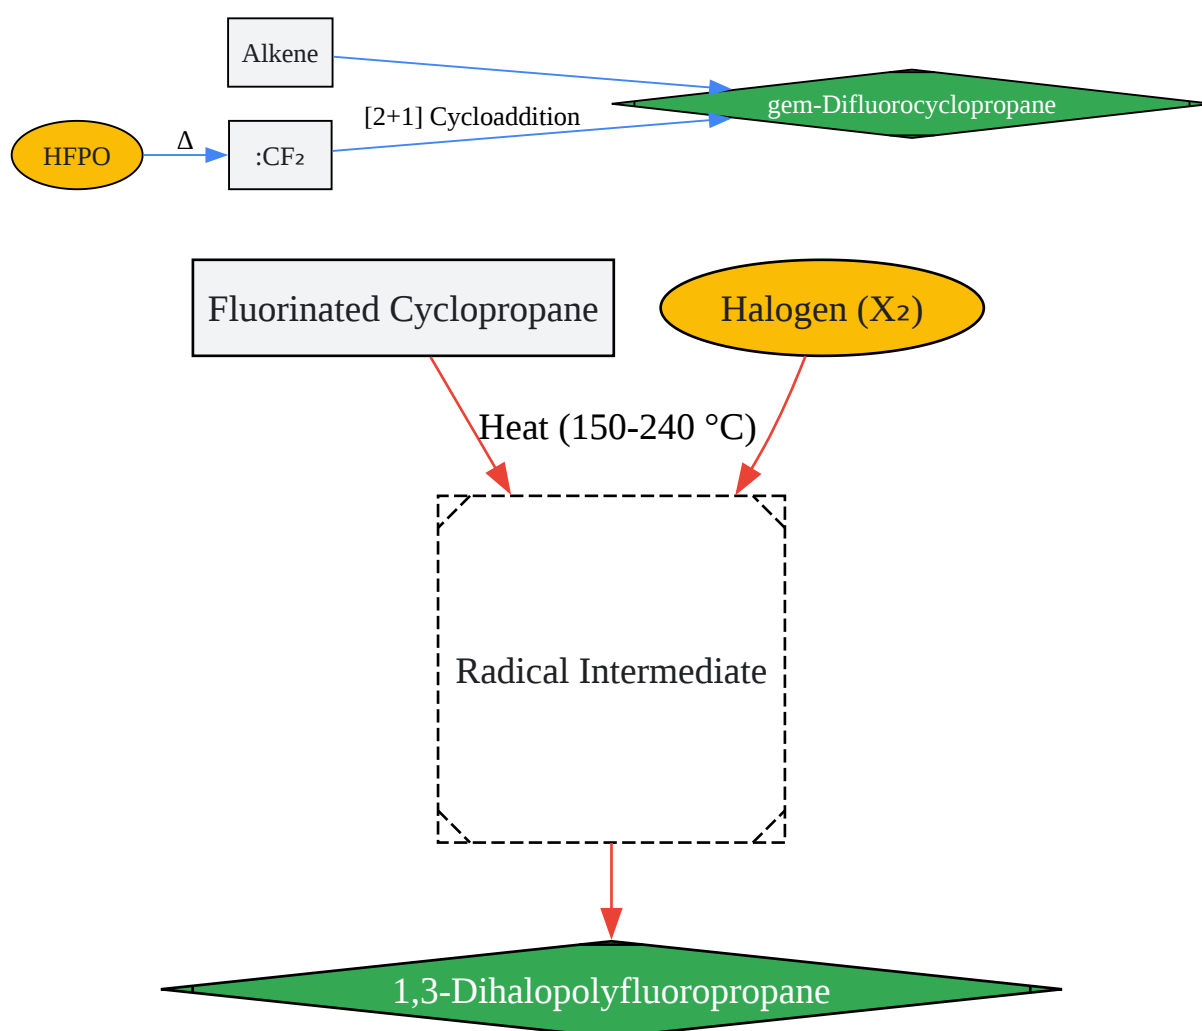 Alkene
gem-Difluorocyclopropane
[2+1] Cycloaddition
HFPO
Δ
:CF₂
Fluorinated Cyclopropane
Halogen (X₂)
Heat (150-240 °C)
Radical Intermediate
1,3-Dihalopolyfluoropropane